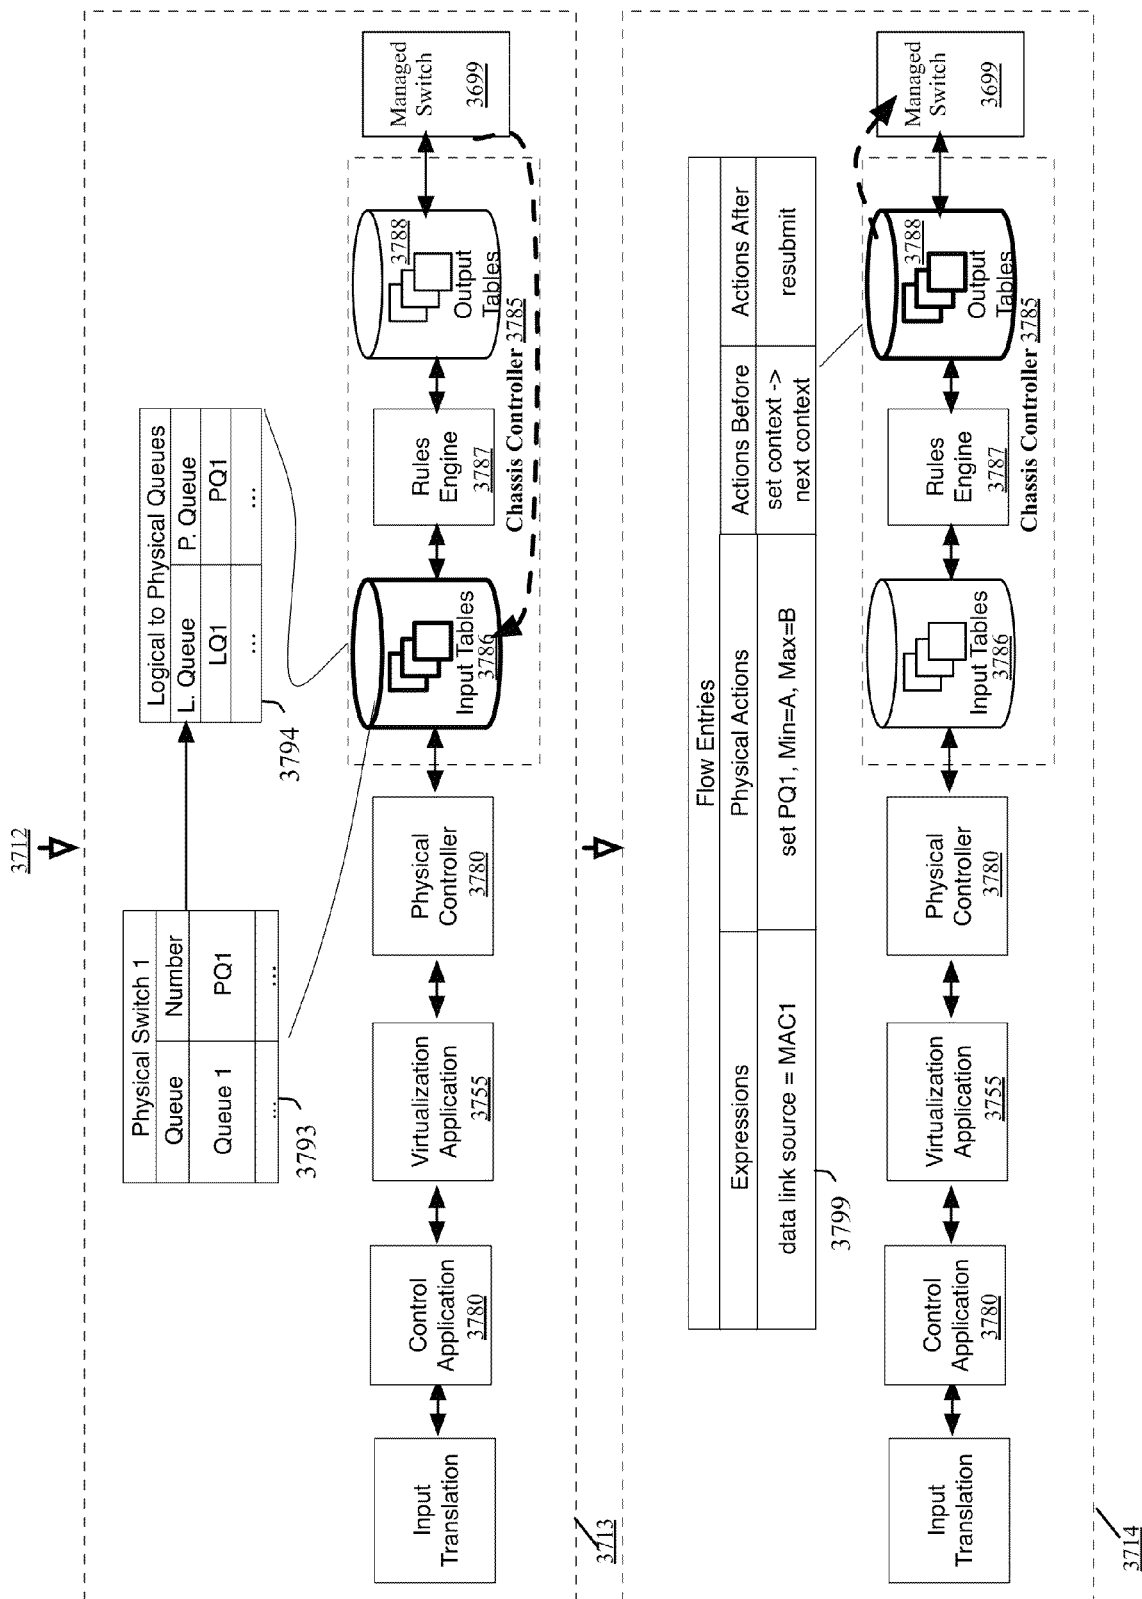 3712
Physical Switch 1
Queue Number
Queue 1 PQ1
... ...
3793
Logical to Physical Queues
L. Queue P. Queue
LQ1 PQ1
... ...
3794
Input
Translation
Control
Application
3780
Virtualization
Application
3755
Physical
Controller
3780
Input Tables
3786
Rules
Engine
3787
3788
Output
Tables
Chassis Controller 3785
Managed
Switch
3699
3713
Flow Entries
Expressions Physical Actions Actions Before Actions After
data link source = MAC1 set PQ1, Min=A, Max=B set context -> resubmit
next context
3799
Input
Translation
Control
Application
3780
Virtualization
Application
3755
Physical
Controller
3780
Input Tables
3786
Rules
Engine
3787
3788
Output
Tables
Chassis Controller 3785
Managed
Switch
3699
3714